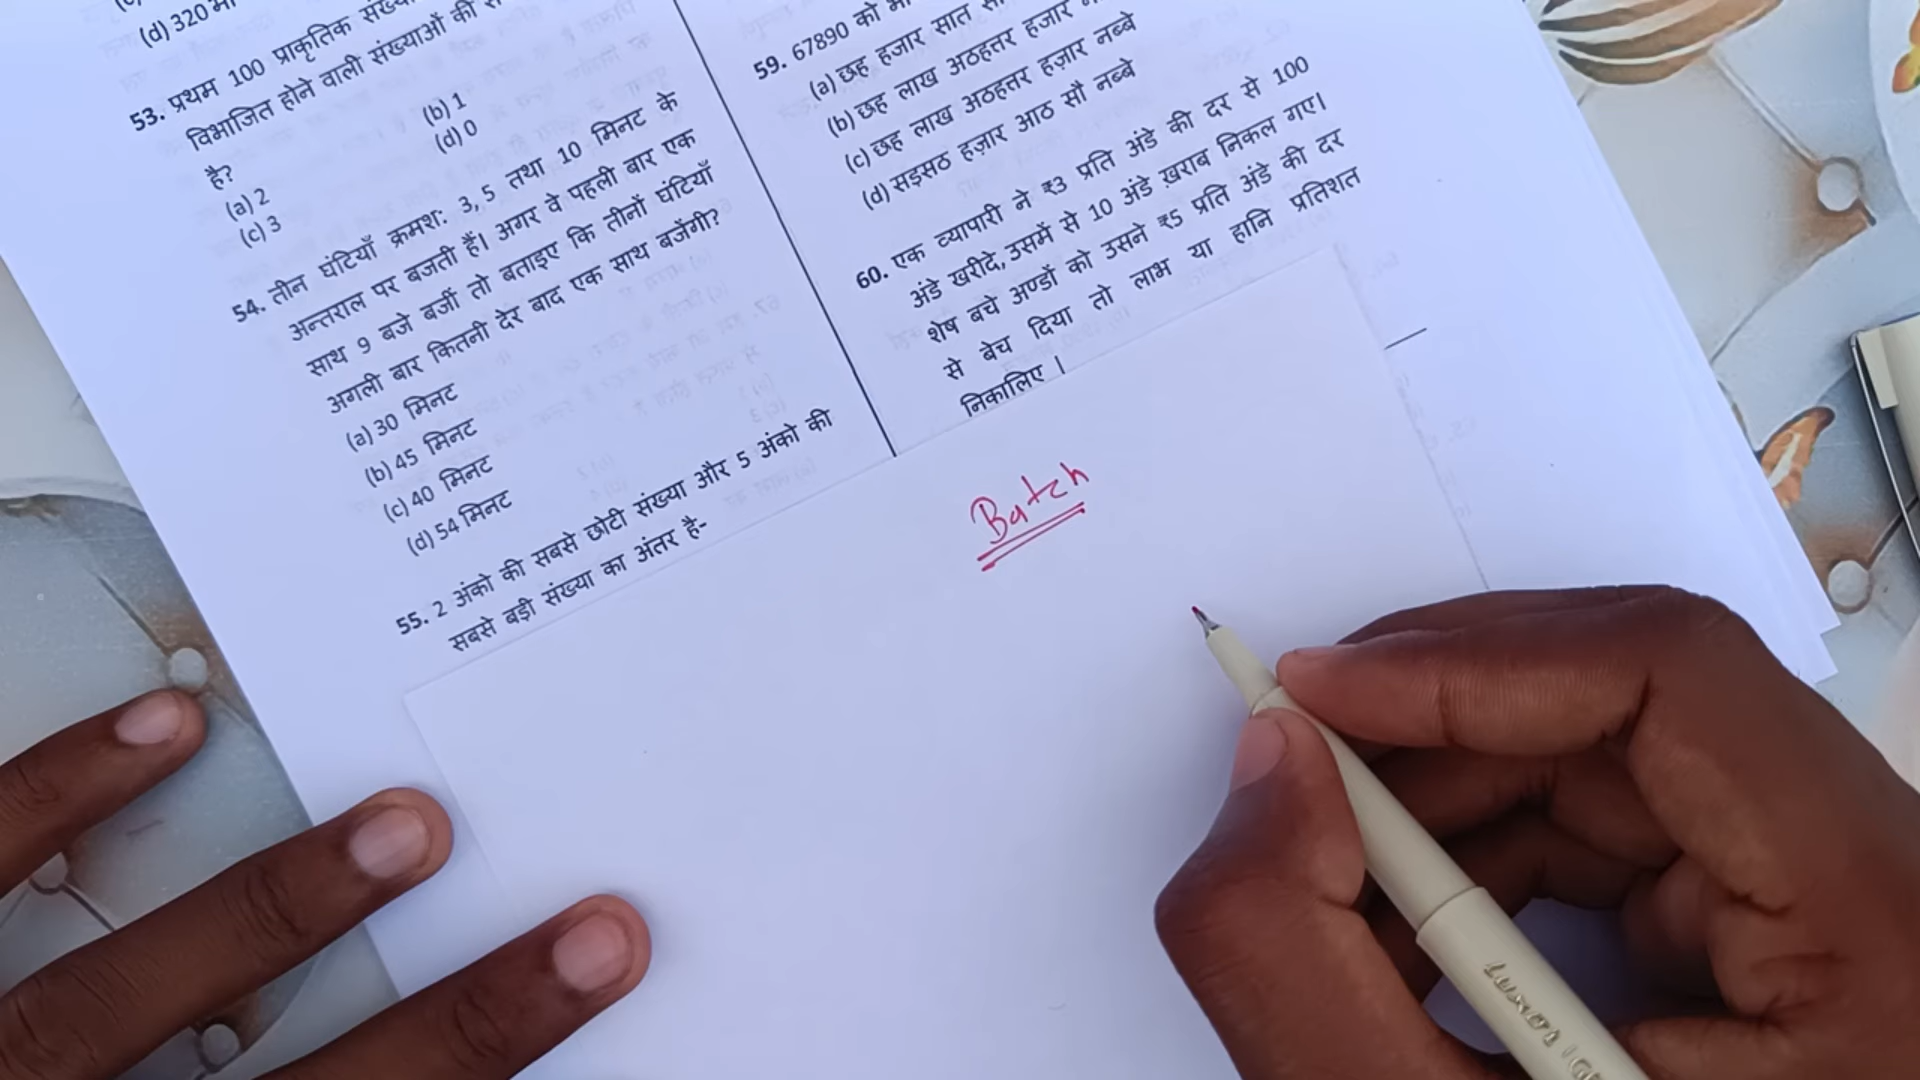 (d) 320
53. प्रथम 100 प्राकृतिक
विभाजित होने वाली संख्याओं की
है?
(a) 2
(b) 1
(c) 3
(d) 0
54. तीन घंटियाँ क्रमश: 3, 5 तथा 10 मिनट के
अन्तराल पर बजती हैं। अगर वे पहली बार एक
साथ 9 बजे बजीं तो बताइए कि तीनों घंटियाँ
अगली बार कितनी देर बाद एक साथ बजेंगी?
(a) 30 मिनट
(b) 45 मिनट
(c) 40 मिनट
(d) 54 मिनट
55. 2 अंको की सबसे छोटी संख्या और 5 अंको की
सबसे बड़ी संख्या का अंतर है-
59. 67890 को
(a) छह हजार सात
(b) छह लाख अठहत्तर हजार
(c) छह लाख अठहत्तर हज़ार नब्बे
(d) सड़सठ हज़ार आठ सौ नब्बे
60. एक व्यापारी ने ₹3 प्रति अंडे की दर से 100
अंडे खरीदे, उसमें से 10 अंडे ख़राब निकल गए।
शेष बचे अण्डों को उसने ₹5 प्रति अंडे की दर
से बेच दिया तो लाभ या हानि प्रतिशत
निकालिए ।
Batch
Luxor